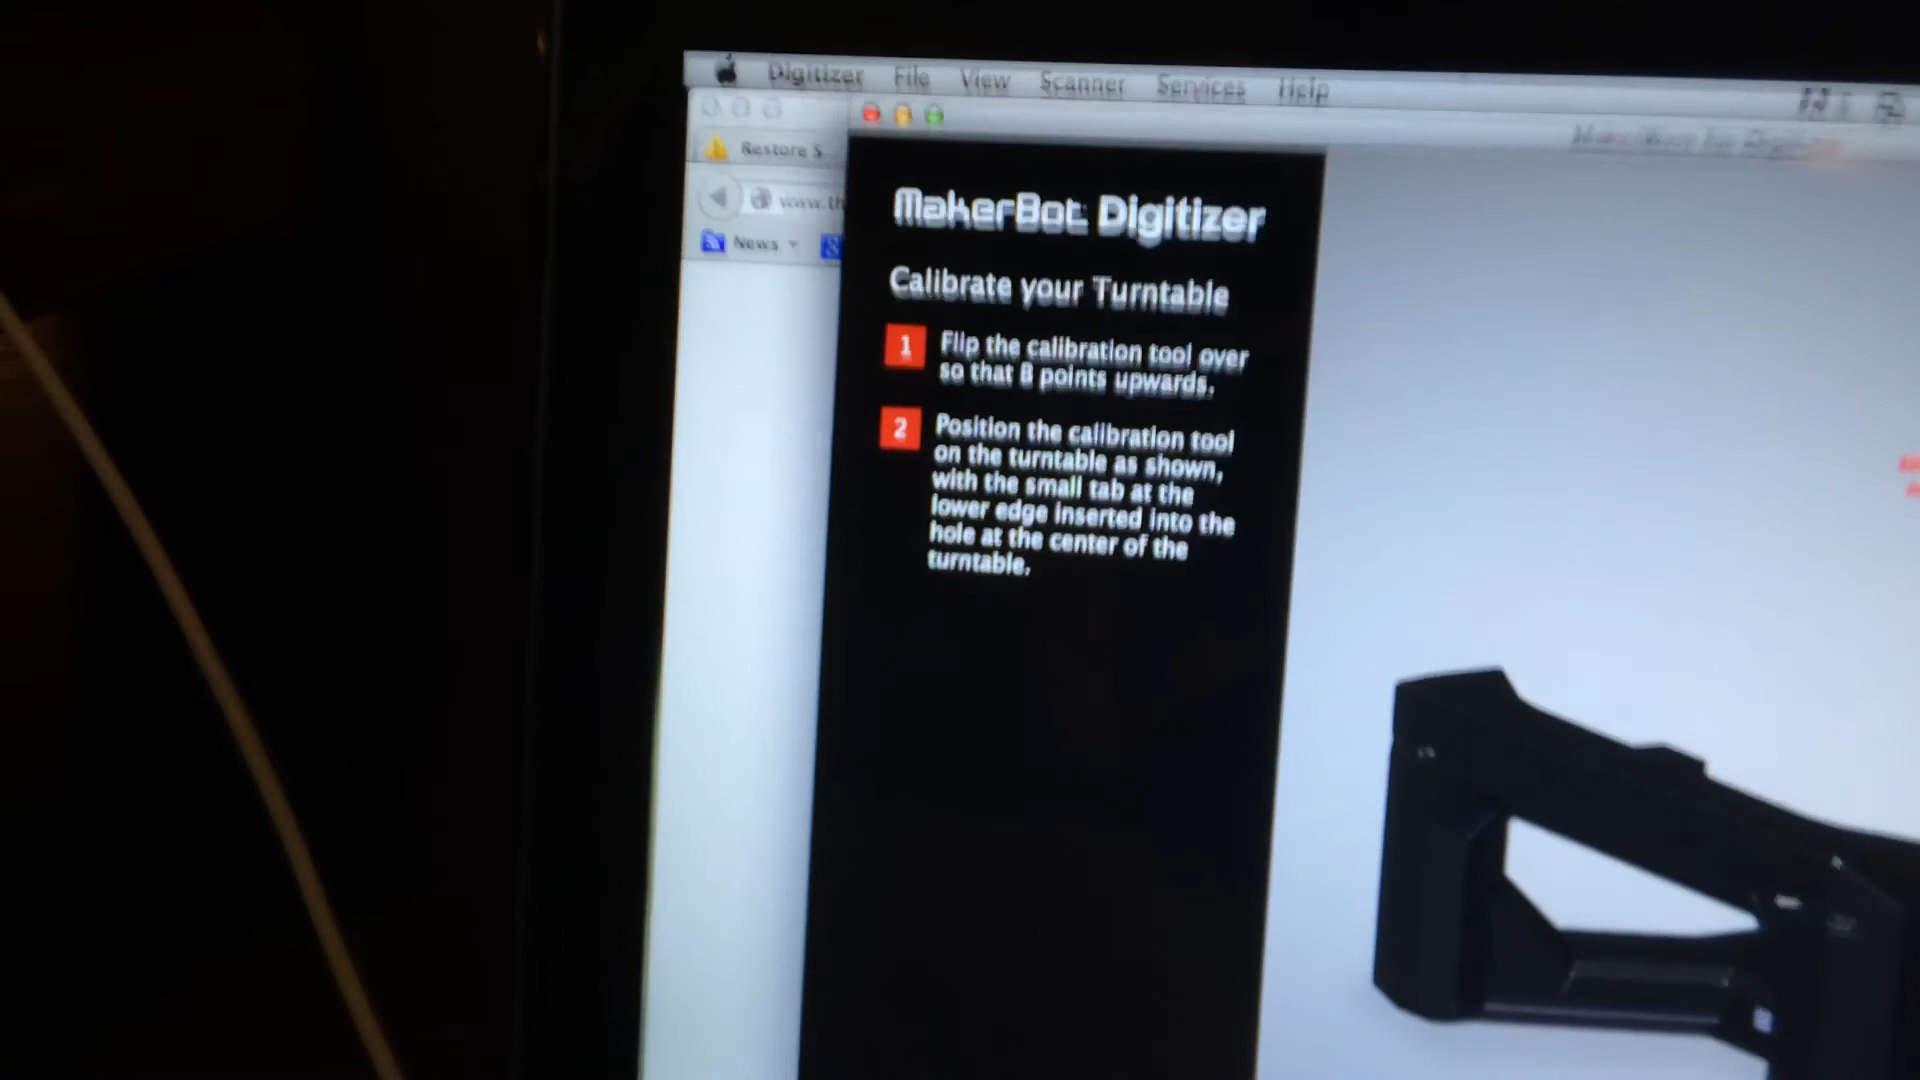 Digitizer File View Scanner Services Help
Restore S
www.th
News
MakerBot Digitizer
Calibrate your Turntable
1 Flip the calibration tool over
so that B points upwards.
2 Position the calibration tool
on the turntable as shown,
with the small tab at the
lower edge inserted into the
hole at the center of the
turntable.